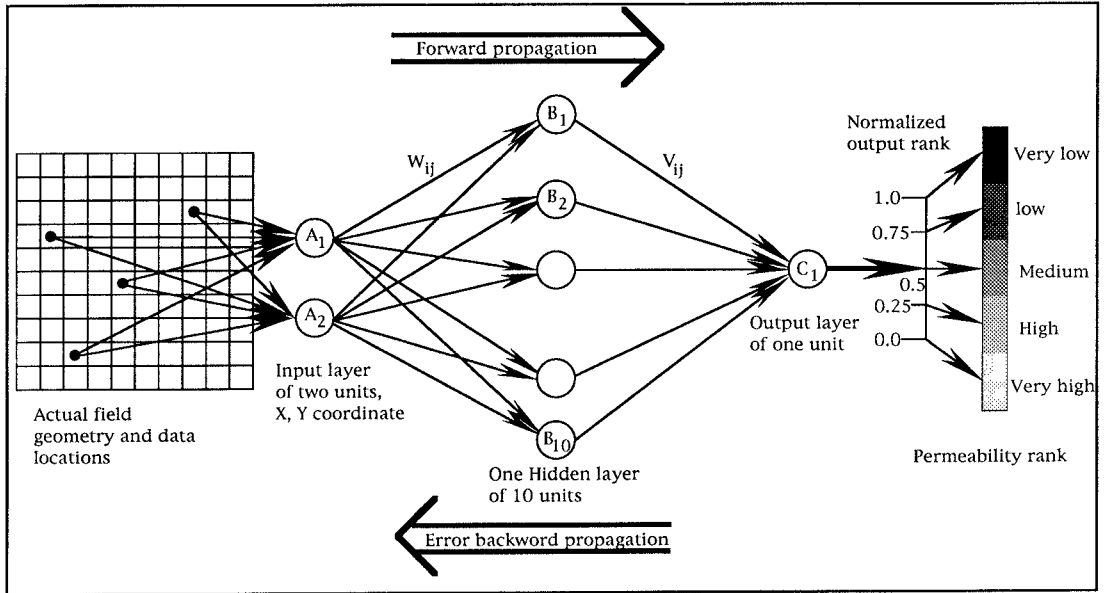 Forward propagation
B1
Wij
Vij
B2
A1
A2
C1
B10
Actual field
geometry and data
locations
Input layer
of two units,
X, Y coordinate
One Hidden layer
of 10 units
Output layer
of one unit
Normalized
output rank
1.0
0.75
0.5
0.25
0.0
Very low
low
Medium
High
Very high
Permeability rank
Error backword propagation